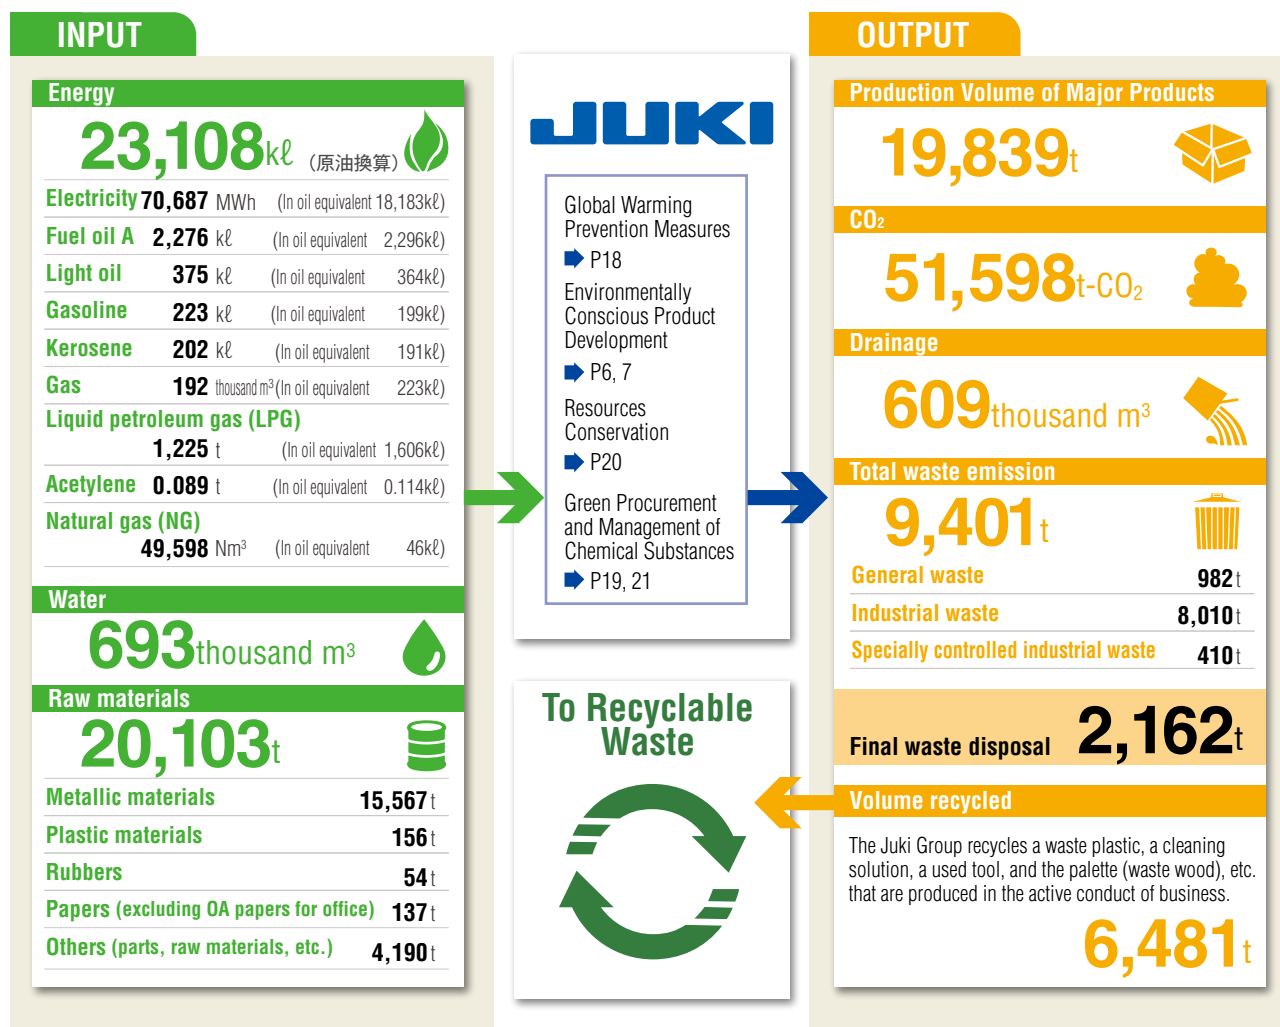 INPUT
Energy
23,108kℓ (原油換算)
Electricity 70,687 MWh (In oil equivalent 18,183kℓ)
Fuel oil A 2,276 kℓ (In oil equivalent 2,296kℓ)
Light oil 375 kℓ (In oil equivalent 364kℓ)
Gasoline 223 kℓ (In oil equivalent 199kℓ)
Kerosene 202 kℓ (In oil equivalent 191kℓ)
Gas 192 thousand m³ (In oil equivalent 223kℓ)
Liquid petroleum gas (LPG)
1,225 t (In oil equivalent 1,606kℓ)
Acetylene 0.089 t (In oil equivalent 0.114kℓ)
Natural gas (NG)
49,598 Nm³ (In oil equivalent 46kℓ)
Water
693thousand m³
Raw materials
20,103t
Metallic materials 15,567t
Plastic materials 156t
Rubbers 54t
Papers (excluding OA papers for office) 137t
Others (parts, raw materials, etc.) 4,190t
JUKI
Global Warming
Prevention Measures
P18
Environmentally
Conscious Product
Development
P6, 7
Resources
Conservation
P20
Green Procurement
and Management of
Chemical Substances
P19, 21
To Recyclable
Waste
OUTPUT
Production Volume of Major Products
19,839t
CO₂
51,598t-CO₂
Drainage
609thousand m³
Total waste emission
9,401t
General waste 982t
Industrial waste 8,010t
Specially controlled industrial waste 410t
Final waste disposal 2,162t
Volume recycled
The Juki Group recycles a waste plastic, a cleaning
solution, a used tool, and the palette (waste wood), etc.
that are produced in the active conduct of business.
6,481t